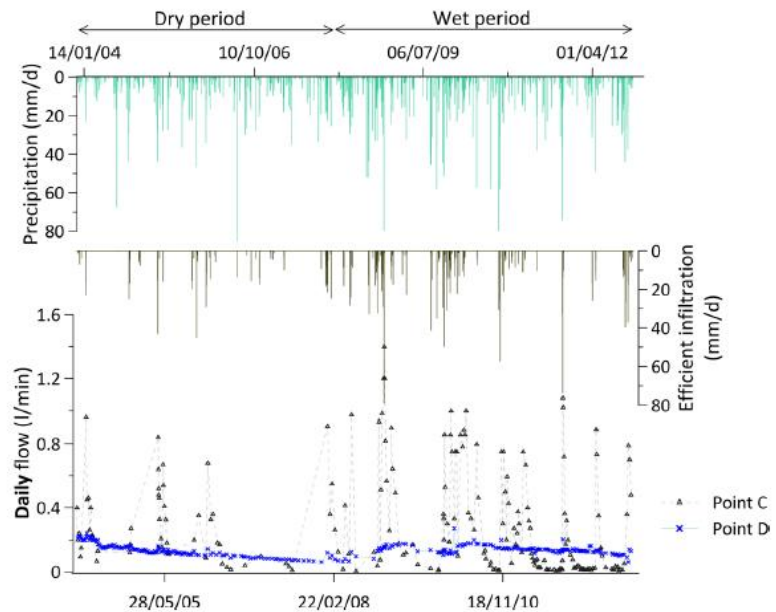 Dry period
Wet period
14/01/04
10/10/06
06/07/09
01/04/12
Precipitation (mm/d)
0
20
40
60
80
0
20
40
60
80
Efficient infiltration
(mm/d)
1.6
1.2
0.8
0.4
0
Daily flow (l/min)
Point C
Point D
28/05/05
22/02/08
18/11/10